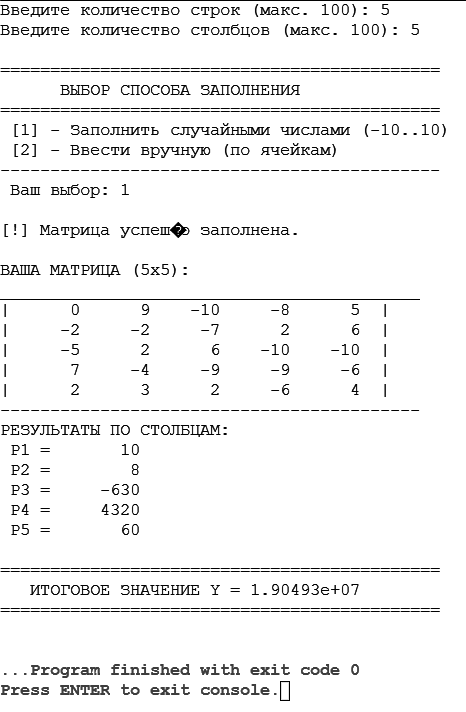 Введите количество строк (макс. 100): 5
Введите количество столбцов (макс. 100): 5
============================================
ВЫБОР СПОСОБА ЗАПОЛНЕНИЯ
============================================
[1] - Заполнить случайными числами (-10..10)
[2] - Ввести вручную (по ячейкам)
--------------------------------------------
Ваш выбор: 1
[!] Матрица успеш�о заполнена.
ВАША МАТРИЦА (5x5):
__________________________________________
| 0 9 -10 -8 5 |
| -2 -2 -7 2 6 |
| -5 2 6 -10 -10 |
| 7 -4 -9 -9 -6 |
| 2 3 2 -6 4 |
------------------------------------------
РЕЗУЛЬТАТЫ ПО СТОЛБЦАМ:
P1 = 10
P2 = 8
P3 = -630
P4 = 4320
P5 = 60
============================================
ИТОГОВОЕ ЗНАЧЕНИЕ Y = 1.90493e+07
============================================
...Program finished with exit code 0
Press ENTER to exit console.